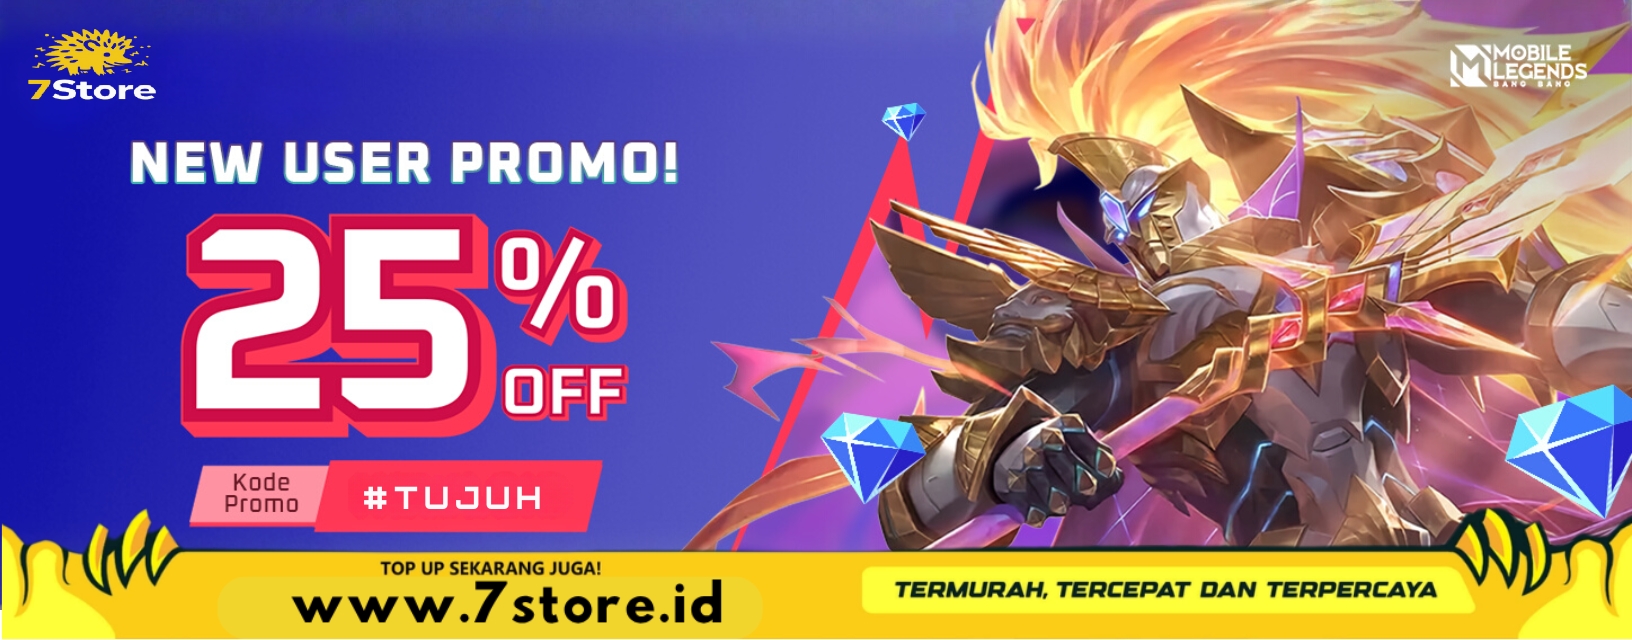 7Store
MOBILE
LEGENDS
BANG BANG
NEW USER PROMO!
25%
OFF
Kode
Promo
#TUJUH
TOP UP SEKARANG JUGA!
www.7store.id
TERMURAH, TERCEPAT DAN TERPERCAYA